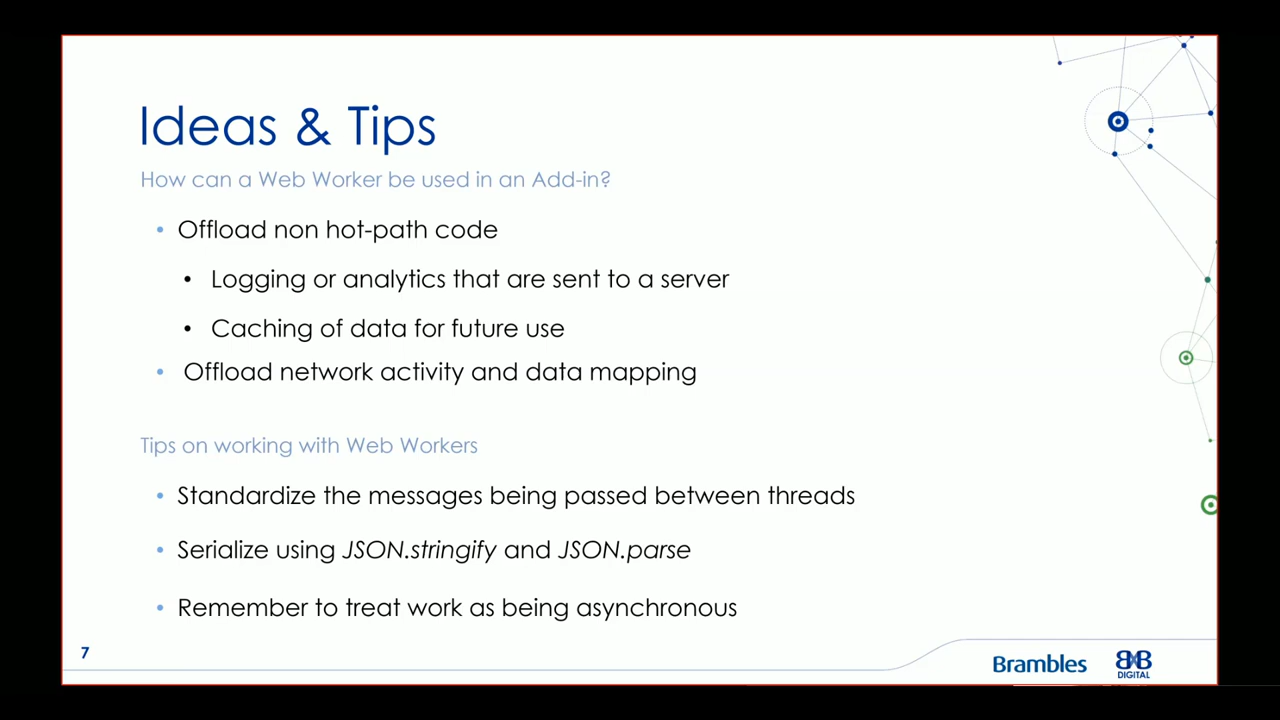 Ideas & Tips
How can a Web Worker be used in an Add-in?
• Offload non hot-path code
• Logging or analytics that are sent to a server
• Caching of data for future use
• Offload network activity and data mapping
Tips on working with Web Workers
• Standardize the messages being passed between threads
• Serialize using JSON.stringify and JSON.parse
• Remember to treat work as being asynchronous
7
Brambles
BXB
DIGITAL